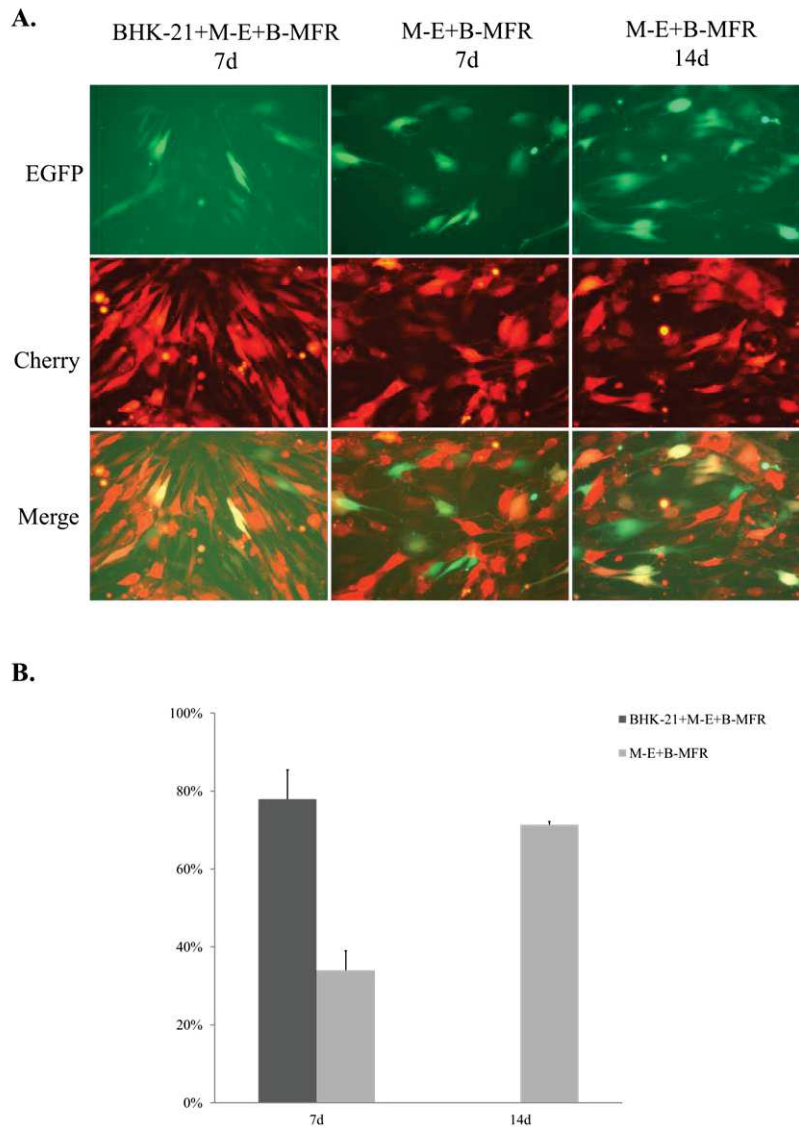 A.
BHK-21+M-E+B-MFR
7d
M-E+B-MFR
7d
M-E+B-MFR
14d
EGFP
Cherry
Merge
B.
100%
80%
60%
40%
20%
0%
7d
14d
BHK-21+M-E+B-MFR
M-E+B-MFR